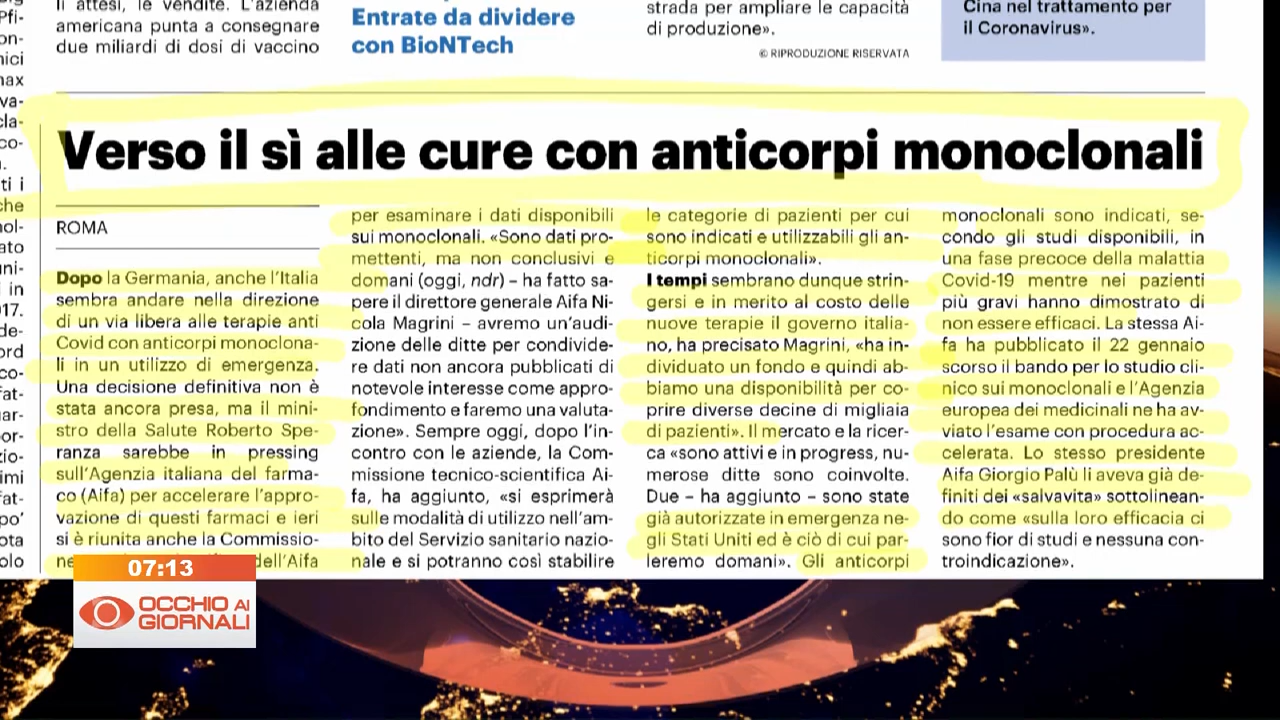 li attesi, le vendite. L'azienda
americana punta a consegnare
due miliardi di dosi di vaccino
Entrate da dividere
con BioNTech
strada per ampliare le capacità
di produzione».
© RIPRODUZIONE RISERVATA
Cina nel trattamento per
il Coronavirus».
Verso il sì alle cure con anticorpi monoclonali
ROMA
Dopo la Germania, anche l'Italia
sembra andare nella direzione
di un via libera alle terapie anti
Covid con anticorpi monoclona-
li in un utilizzo di emergenza.
Una decisione definitiva non è
stata ancora presa, ma il mini-
stro della Salute Roberto Spe-
ranza sarebbe in pressing
sull'Agenzia italiana del farma-
co (Aifa) per accelerare l'appro-
vazione di questi farmaci e ieri
si è riunita anche la Commissio-
dell'Aifa
per esaminare i dati disponibili
sui monoclonali. «Sono dati pro-
mettenti, ma non conclusivi e
domani (oggi, ndr) – ha fatto sa-
pere il direttore generale Aifa Ni-
cola Magrini – avremo un'audi-
zione delle ditte per condivide-
re dati non ancora pubblicati di
notevole interesse come appro-
fondimento e faremo una valuta-
zione». Sempre oggi, dopo l'in-
contro con le aziende, la Com-
missione tecnico-scientifica Ai-
fa, ha aggiunto, «si esprimerà
sulle modalità di utilizzo nell'am-
bito del Servizio sanitario nazio-
nale e si potranno così stabilire
le categorie di pazienti per cui
sono indicati e utilizzabili gli an-
ticorpi monoclonali».
I tempi sembrano dunque strin-
gersi e in merito al costo delle
nuove terapie il governo italia-
no, ha precisato Magrini, «ha in-
dividuato un fondo e quindi ab-
biamo una disponibilità per co-
prire diverse decine di migliaia
di pazienti». Il mercato e la ricer-
ca «sono attivi e in progress, nu-
merose ditte sono coinvolte.
Due – ha aggiunto – sono state
già autorizzate in emergenza ne-
gli Stati Uniti ed è ciò di cui par-
leremo domani». Gli anticorpi
monoclonali sono indicati, se-
condo gli studi disponibili, in
una fase precoce della malattia
Covid-19 mentre nei pazienti
più gravi hanno dimostrato di
non essere efficaci. La stessa Ai-
fa ha pubblicato il 22 gennaio
scorso il bando per lo studio cli-
nico sui monoclonali e l'Agenzia
europea dei medicinali ne ha av-
viato l'esame con procedura ac-
celerata. Lo stesso presidente
Aifa Giorgio Palù li aveva già de-
finiti dei «salvavita» sottolinean-
do come «sulla loro efficacia ci
sono fior di studi e nessuna con-
troindicazione».
07:13
OCCHIO AI
GIORNALI